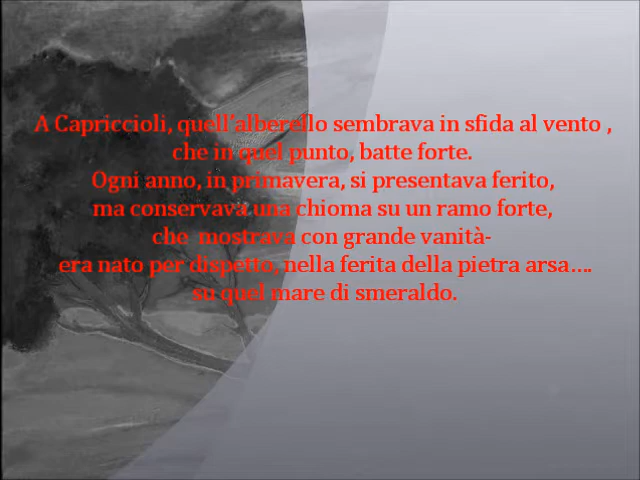 A Capriccioli, quell'alberello sembrava in sfida al vento ,
che in quel punto, batte forte.
Ogni anno, in primavera, si presentava ferito,
ma conservava una chioma su un ramo forte,
che  mostrava con grande vanità-
era nato per dispetto, nella ferita della pietra arsa....
su quel mare di smeraldo.